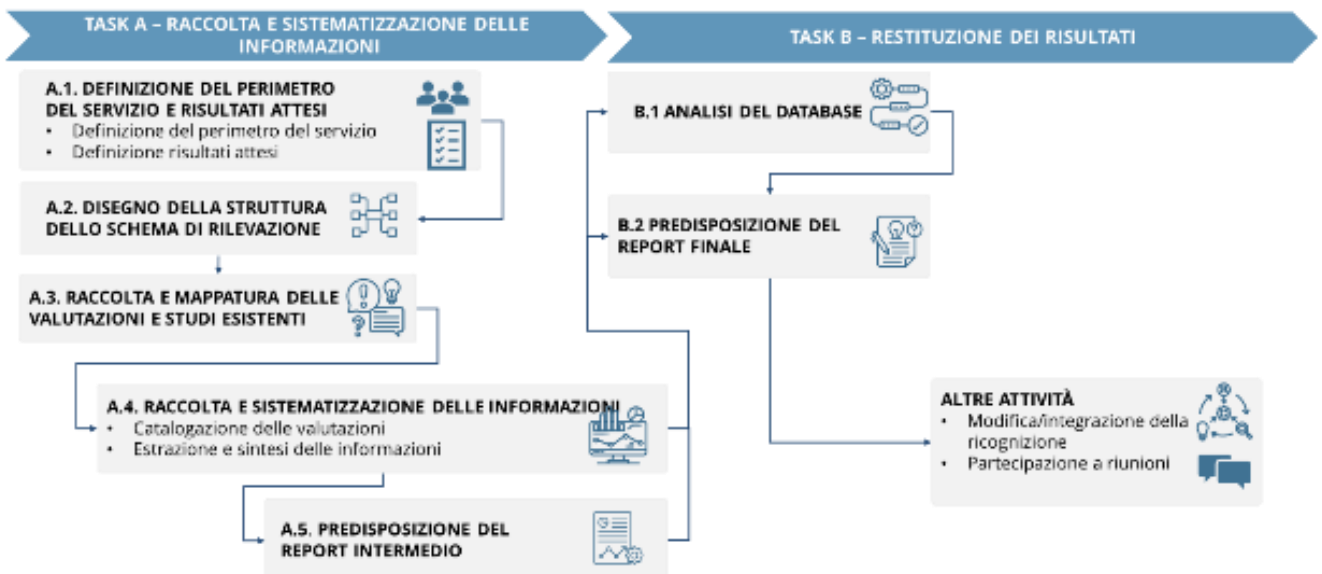 TASK A – RACCOLTA E SISTEMATIZZAZIONE DELLE
INFORMAZIONI
A.1. DEFINIZIONE DEL PERIMETRO
DEL SERVIZIO E RISULTATI ATTESI
• Definizione del perimetro del servizio
• Definizione risultati attesi
A.2. DISEGNO DELLA STRUTTURA
DELLO SCHEMA DI RILEVAZIONE
A.3. RACCOLTA E MAPPATURA DELLE
VALUTAZIONI E STUDI ESISTENTI
A.4. RACCOLTA E SISTEMATIZZAZIONE DELLE INFORMAZIONI
• Catalogazione delle valutazioni
• Estrazione e sintesi delle informazioni
A.5. PREDISPOSIZIONE DEL
REPORT INTERMEDIO
TASK B – RESTITUZIONE DEI RISULTATI
B.1 ANALISI DEL DATABASE
B.2 PREDISPOSIZIONE DEL
REPORT FINALE
ALTRE ATTIVITÀ
• Modifica/integrazione della
ricognizione
• Partecipazione a riunioni